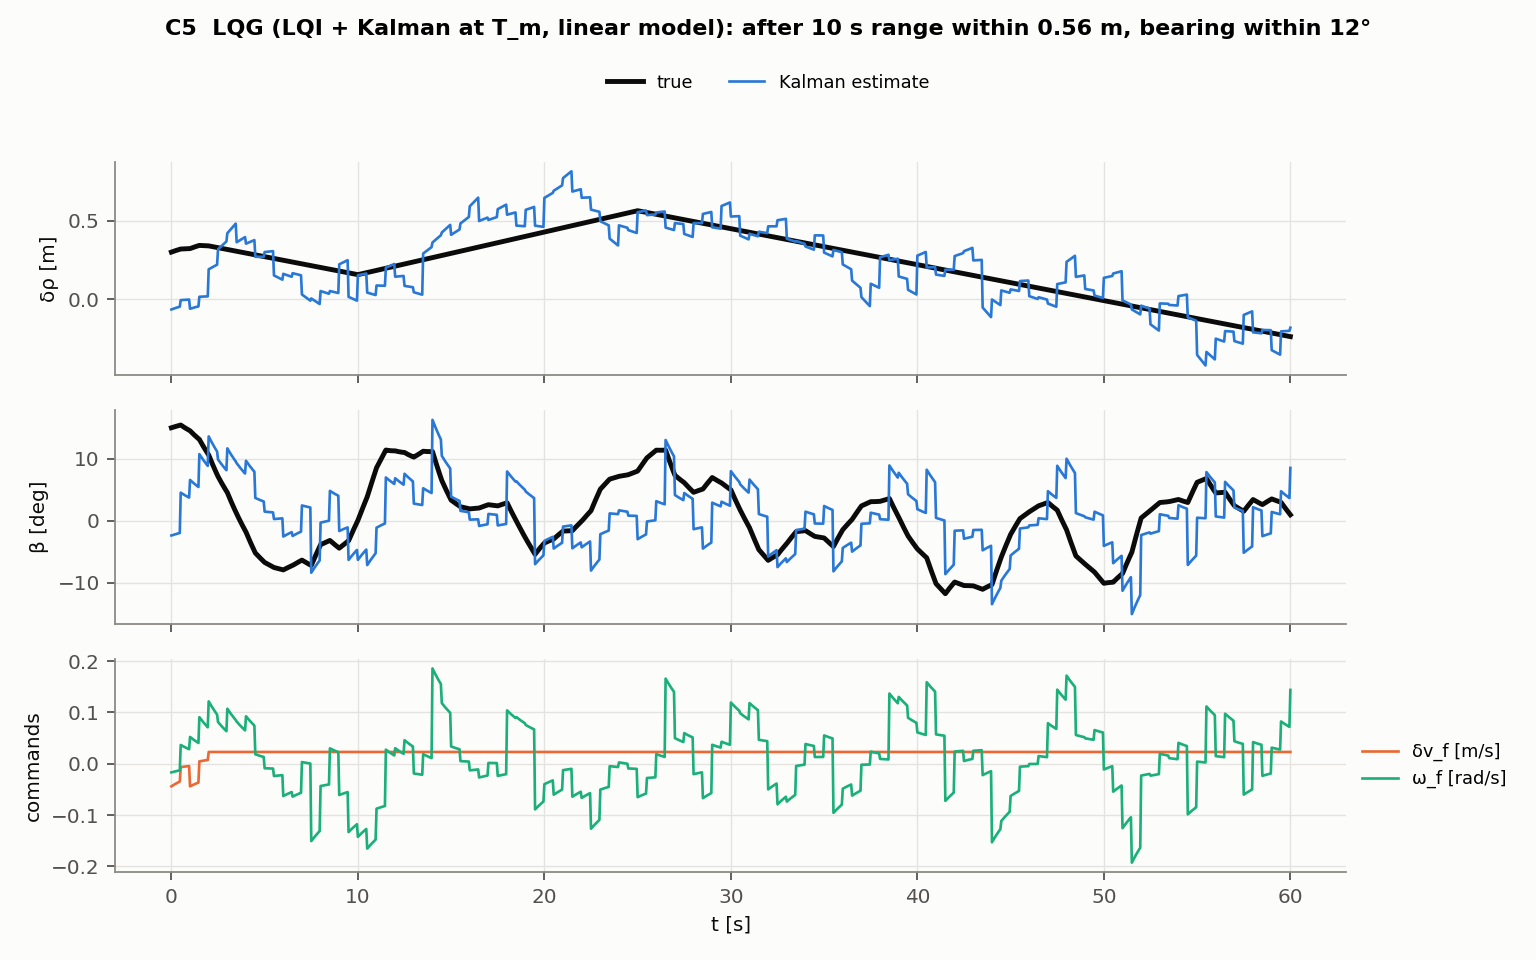 C5  LQG (LQI + Kalman at T_m, linear model): after 10 s range within 0.56 m, bearing within 12°
true
Kalman estimate
0.5
0.0
δρ [m]
10
0
−10
β [deg]
0.2
0.1
0.0
−0.1
−0.2
commands
δv_f [m/s]
ω_f [rad/s]
0
10
20
30
40
50
60
t [s]